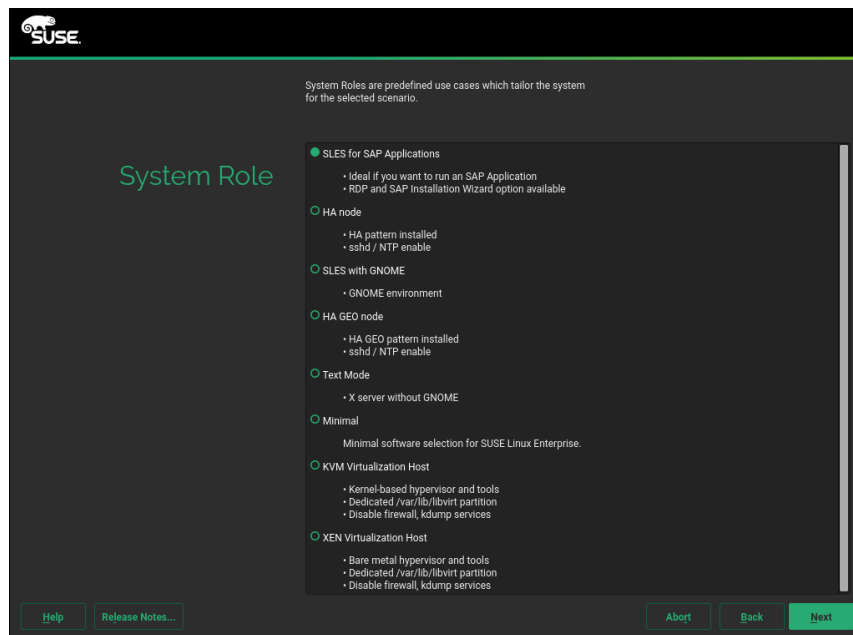 SUSE.
System Roles are predefined use cases which tailor the system
for the selected scenario.
System Role
SLES for SAP Applications
• Ideal if you want to run an SAP Application
• RDP and SAP Installation Wizard option available
HA node
• HA pattern installed
• sshd / NTP enable
SLES with GNOME
• GNOME environment
HA GEO node
• HA GEO pattern installed
• sshd / NTP enable
Text Mode
• X server without GNOME
Minimal
Minimal software selection for SUSE Linux Enterprise.
KVM Virtualization Host
• Kernel-based hypervisor and tools
• Dedicated /var/lib/libvirt partition
• Disable firewall, kdump services
XEN Virtualization Host
• Bare metal hypervisor and tools
• Dedicated /var/lib/libvirt partition
• Disable firewall, kdump services
Help
Release Notes...
Abort
Back
Next